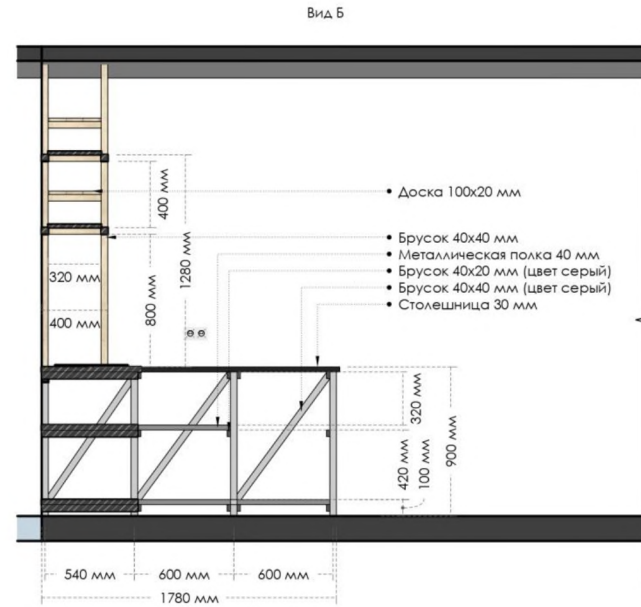 Вид Б
• Доска 100х20 мм
400 мм
1280 мм
• Брусок 40х40 мм
• Металлическая полка 40 мм
• Брусок 40х20 мм (цвет серый)
• Брусок 40х40 мм (цвет серый)
• Столешница 30 мм
320 мм
800 мм
400 мм
320 мм
900 мм
420 мм
100 мм
540 мм
600 мм
600 мм
1780 мм